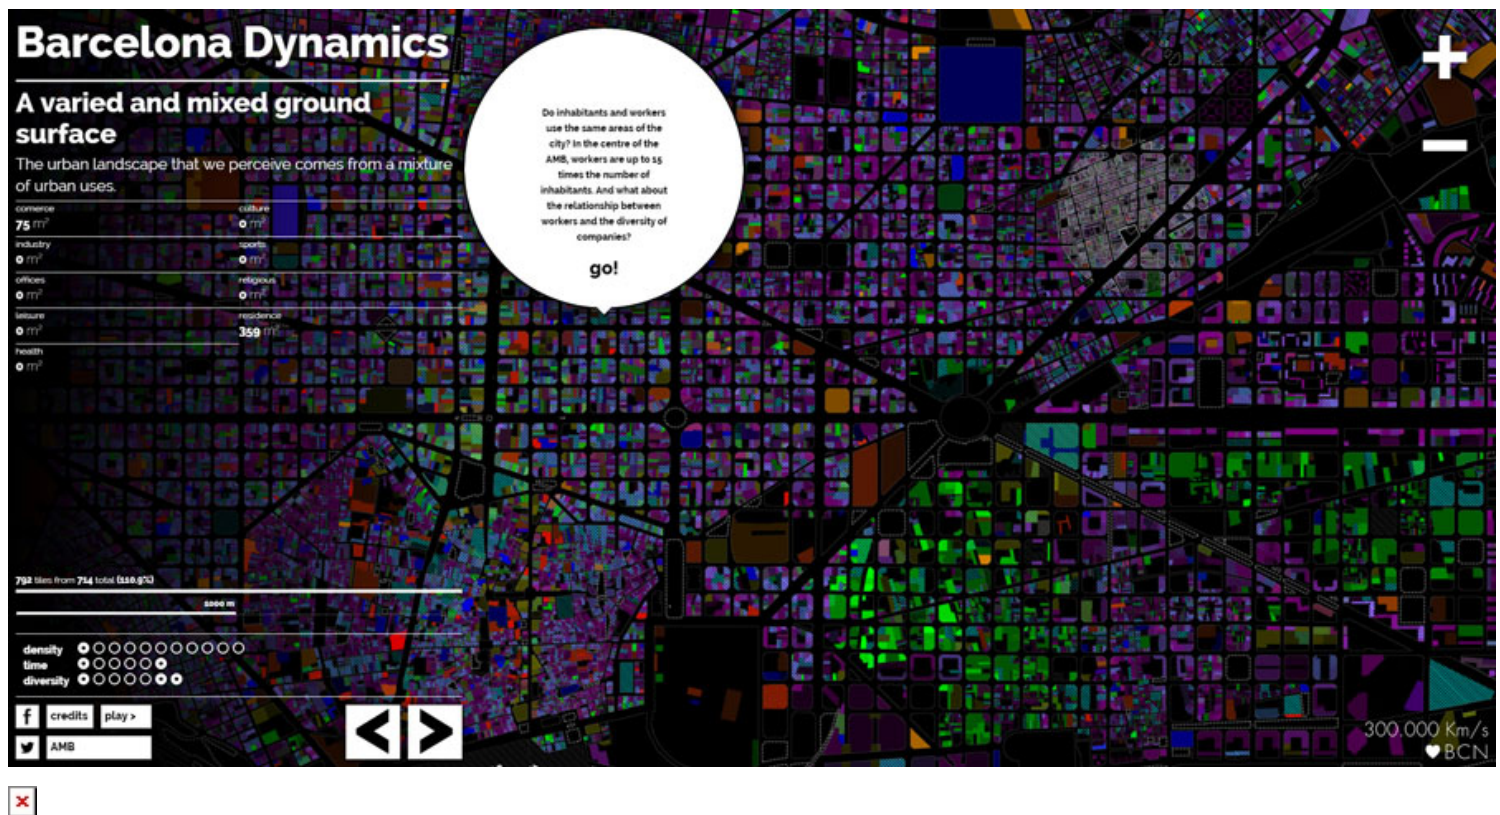 Barcelona Dynamics
A varied and mixed ground
surface
The urban landscape that we perceive comes from a mixture
of urban uses.
comerce
75 m²
culture
0 m²
industry
0 m²
sports
0 m²
offices
0 m²
religious
0 m²
leisure
0 m²
residence
359 m²
health
0 m²
Do inhabitants and workers
use the same areas of the
city? In the centre of the
AMB, workers are up to 15
times the number of
inhabitants. And what about
the relationship between
workers and the diversity of
companies?
go!
792 tiles from 714 total (110.9%)
1000 m
density
time
diversity
f credits play >
AMB
< >
+
−
300.000 Km/s
BCN